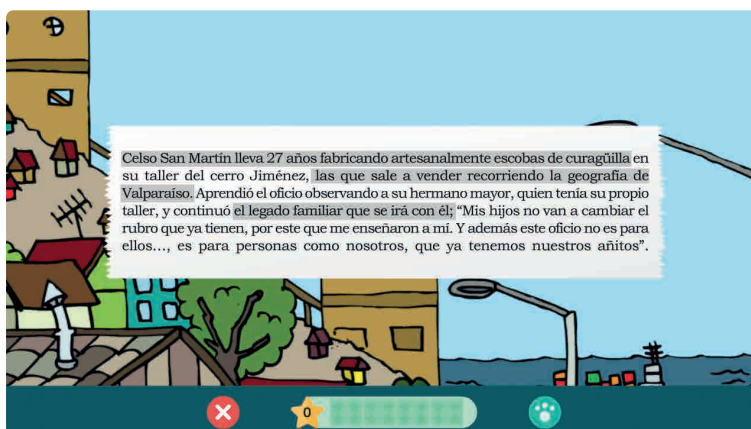 Celso San Martín lleva 27 años fabricando artesanalmente escobas de curagüilla en
su taller del cerro Jiménez, las que sale a vender recorriendo la geografía de
Valparaíso. Aprendió el oficio observando a su hermano mayor, quien tenía su propio
taller, y continuó el legado familiar que se irá con él; “Mis hijos no van a cambiar el
rubro que ya tienen, por este que me enseñaron a mí. Y además este oficio no es para
ellos..., es para personas como nosotros, que ya tenemos nuestros añitos”.
0